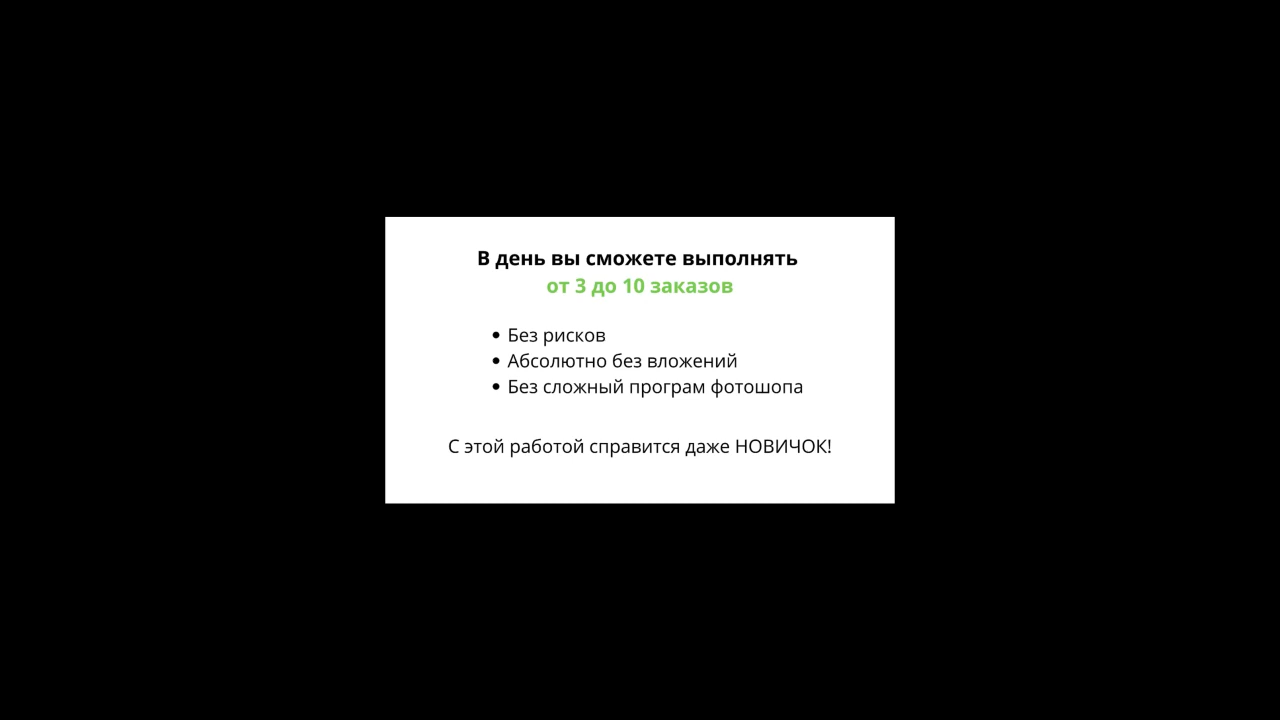 В день вы сможете выполнять
от 3 до 10 заказов
• Без рисков
• Абсолютно без вложений
• Без сложный програм фотошопа
С этой работой справится даже НОВИЧОК!